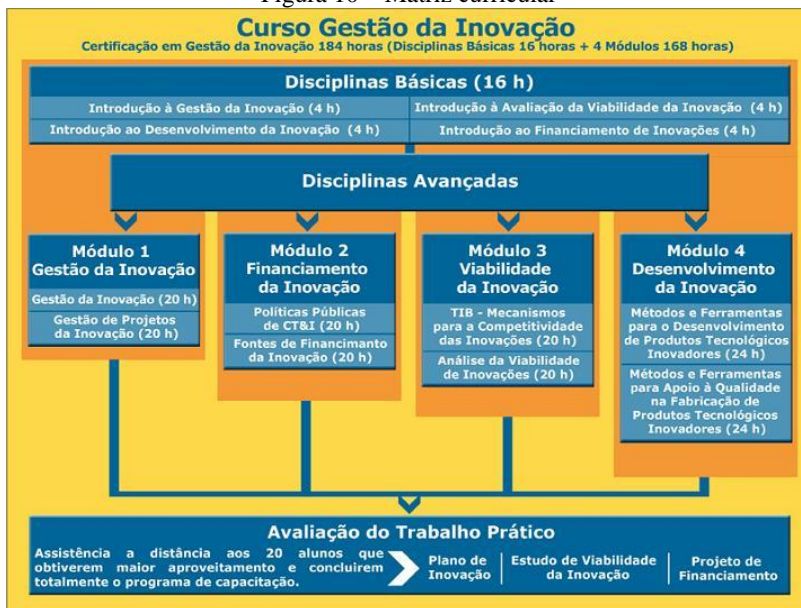 Figura 10 – Matriz curricular
Curso Gestão da Inovação
Certificação em Gestão da Inovação 184 horas (Disciplinas Básicas 16 horas + 4 Módulos 168 horas)
Disciplinas Básicas (16 h)
Introdução à Gestão da Inovação (4 h)
Introdução à Avaliação da Viabilidade da Inovação (4 h)
Introdução ao Desenvolvimento da Inovação (4 h)
Introdução ao Financiamento de Inovações (4 h)
Disciplinas Avançadas
Módulo 1
Gestão da Inovação
Gestão da Inovação (20 h)
Gestão de Projetos
da Inovação (20 h)
Módulo 2
Financiamento
da Inovação
Políticas Públicas
de CT&I (20 h)
Fontes de Financimanto
da Inovação (20 h)
Módulo 3
Viabilidade
da Inovação
TIB - Mecanismos
para a Competitividade
das Inovações (20 h)
Análise da Viabilidade
de Inovações (20 h)
Módulo 4
Desenvolvimento
da Inovação
Métodos e Ferramentas
para o Desenvolvimento
de Produtos Tecnológicos
Inovadores (24 h)
Métodos e Ferramentas
para Apoio à Qualidade
na Fabricação de
Produtos Tecnológicos
Inovadores (24 h)
Avaliação do Trabalho Prático
Assistência a distância aos 20 alunos que
obtiverem maior aproveitamento e concluirem
totalmente o programa de capacitação.
Plano de
Inovação
Estudo de Viabilidade
da Inovação
Projeto de
Financiamento